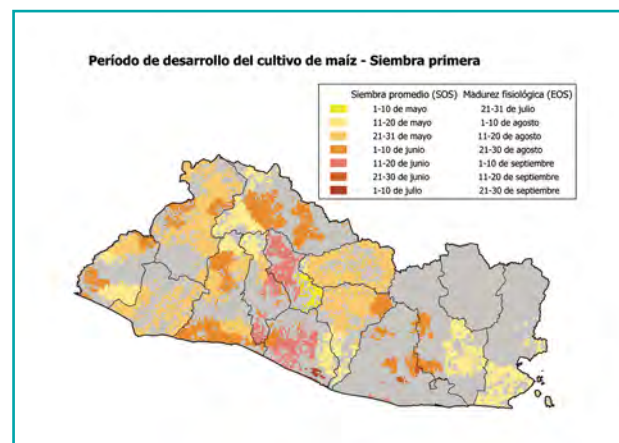 Período de desarrollo del cultivo de maíz - Siembra primera
Siembra promedio (SOS) Madurez fisiológica (EOS)
1-10 de mayo 21-31 de julio
11-20 de mayo 1-10 de agosto
21-31 de mayo 11-20 de agosto
1-10 de junio 21-30 de agosto
11-20 de junio 1-10 de septiembre
21-30 de junio 11-20 de septiembre
1-10 de julio 21-30 de septiembre